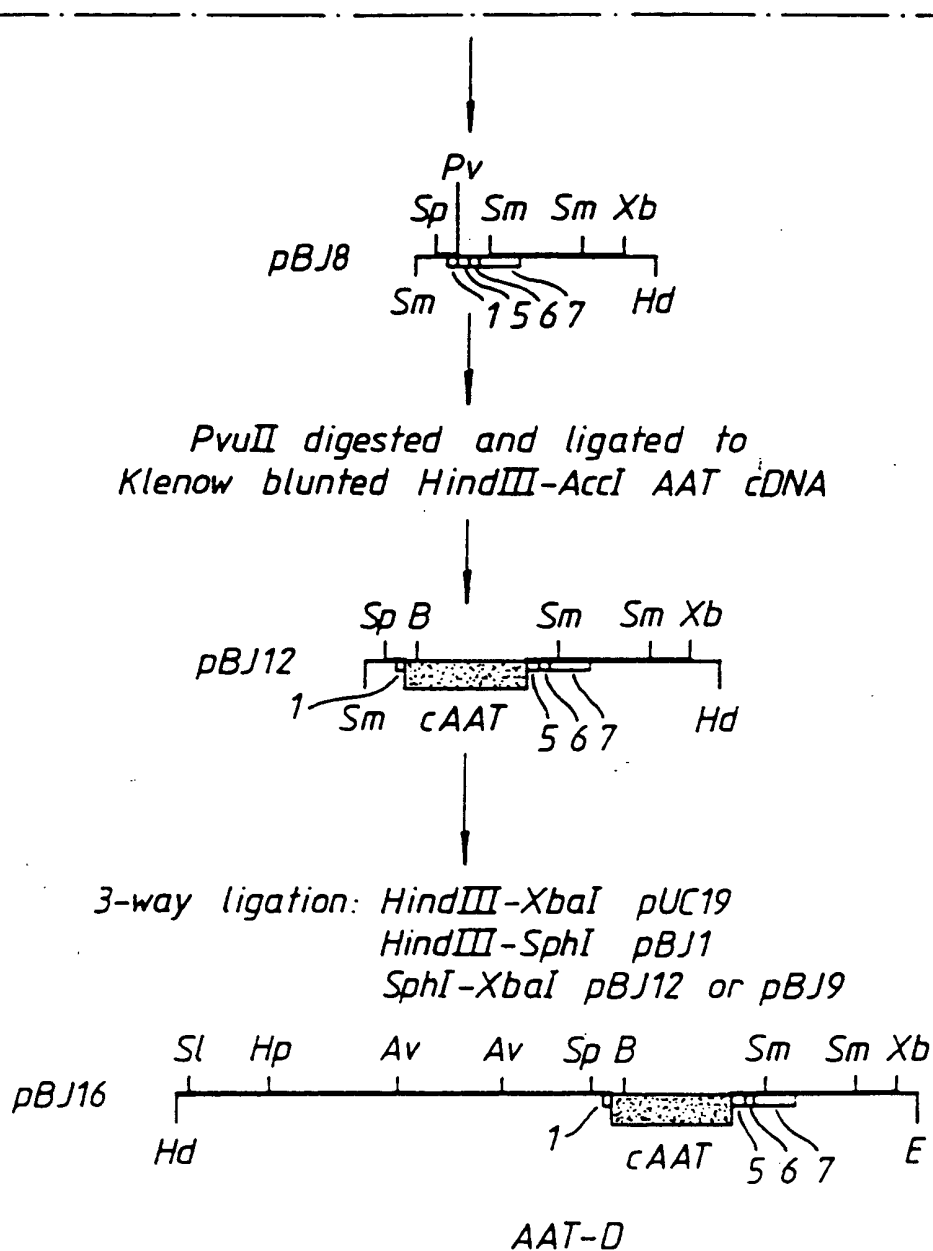 Pv
Sp Sm Sm Xb
pBJ8
Sm 1 5 6 7 Hd
PvuII digested and ligated to
Klenow blunted HindIII-AccI AAT cDNA
Sp B Sm Sm Xb
pBJ12
1 Sm cAAT 5 6 7 Hd
3-way ligation: HindIII-XbaI pUC19
HindIII-SphI pBJ1
SphI-XbaI pBJ12 or pBJ9
Sl Hp Av Av Sp B Sm Sm Xb
pBJ16
Hd 1 cAAT 5 6 7 E
AAT-D